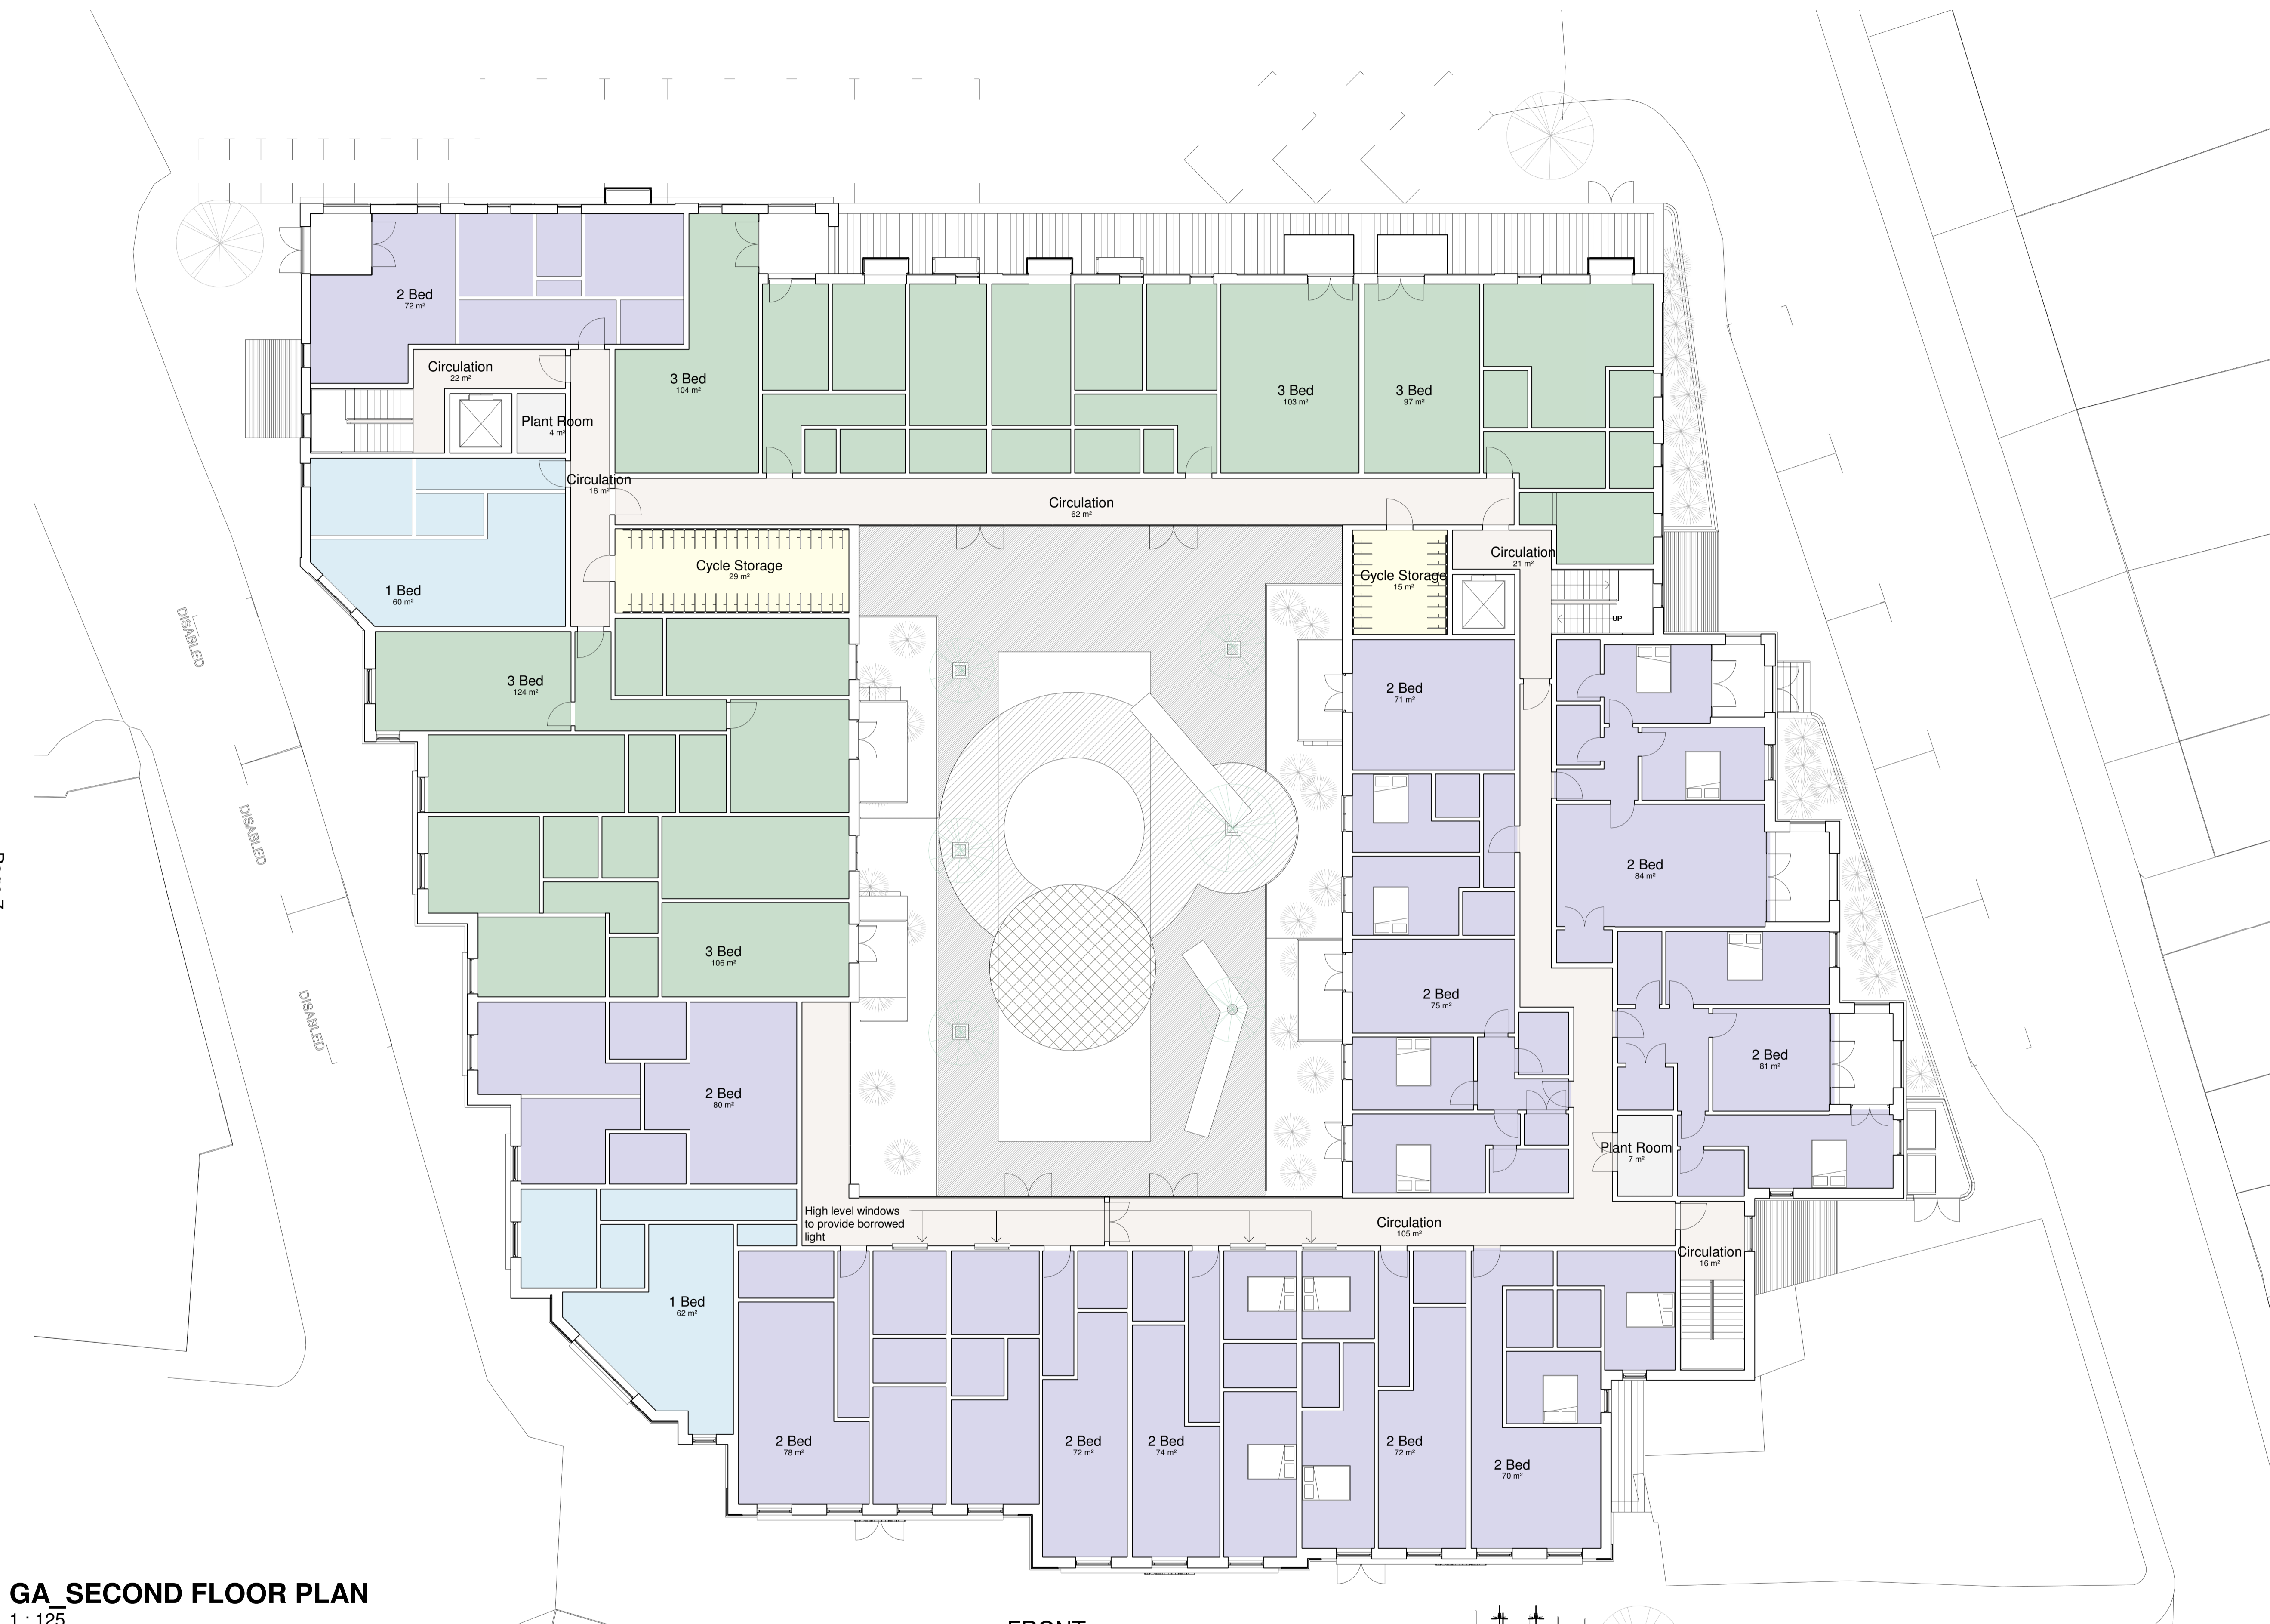 2 Bed
72 m²
Circulation
22 m²
Plant Room
4 m²
3 Bed
104 m²
3 Bed
103 m²
3 Bed
97 m²
Circulation
16 m²
Circulation
62 m²
1 Bed
60 m²
Cycle Storage
29 m²
Cycle Storage
15 m²
Circulation
21 m²
UP
DISABLED
3 Bed
124 m²
2 Bed
71 m²
DISABLED
2 Bed
84 m²
3 Bed
106 m²
2 Bed
75 m²
DISABLED
2 Bed
80 m²
2 Bed
81 m²
Plant Room
7 m²
High level windows
to provide borrowed
light
Circulation
105 m²
Circulation
16 m²
1 Bed
62 m²
2 Bed
78 m²
2 Bed
72 m²
2 Bed
74 m²
2 Bed
72 m²
2 Bed
70 m²
GA_SECOND FLOOR PLAN
1 : 125
FRONT